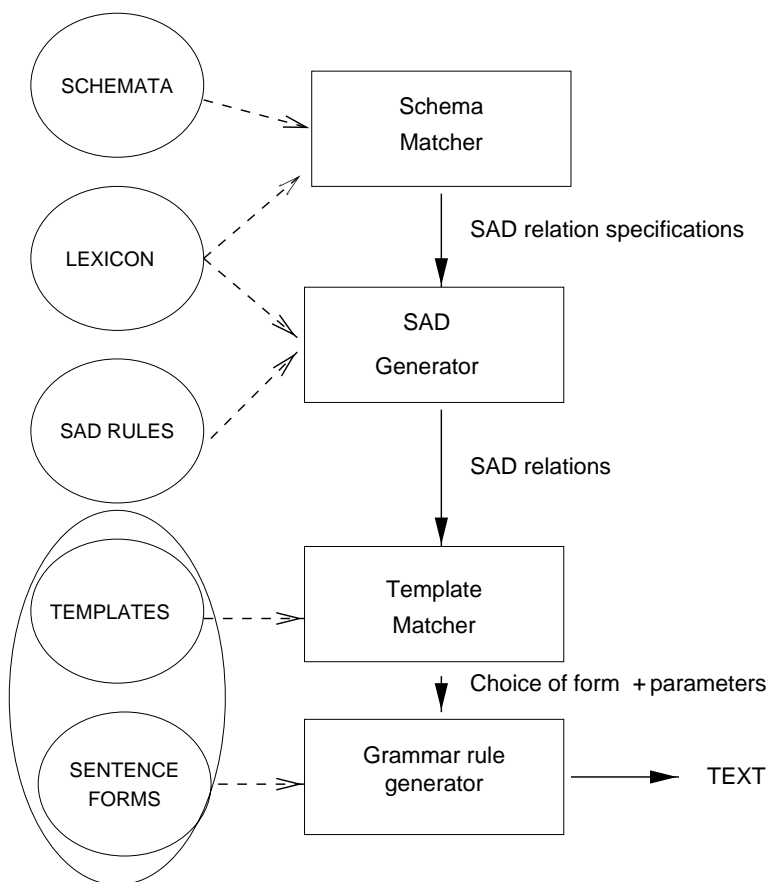 SCHEMATA
Schema
Matcher
SAD relation specifications
LEXICON
SAD
Generator
SAD RULES
SAD relations
TEMPLATES
Template
Matcher
Choice of form + parameters
SENTENCE
FORMS
Grammar rule
generator
TEXT